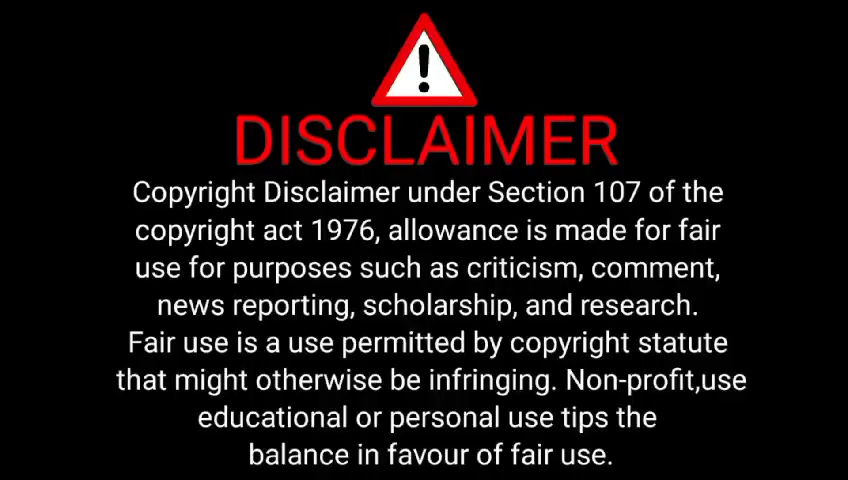 DISCLAIMER
Copyright Disclaimer under Section 107 of the
copyright act 1976, allowance is made for fair
use for purposes such as criticism, comment,
news reporting, scholarship, and research.
Fair use is a use permitted by copyright statute
that might otherwise be infringing. Non-profit,use
educational or personal use tips the
balance in favour of fair use.